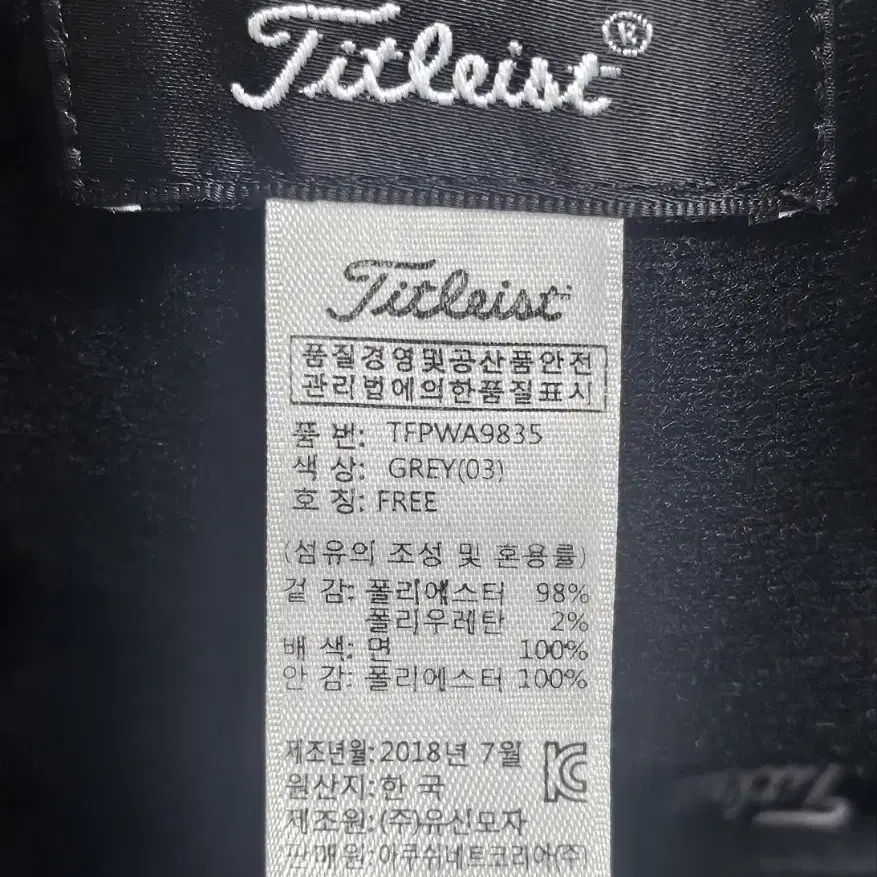 Titleist®
Titleist
품질경영및공산품안전
관리법에의한품질표시
품 번: TFPWA9835
색 상: GREY(03)
호 칭: FREE
(섬유의 조성 및 혼용률)
겉 감: 폴리에스터 98%
폴리우레탄 2%
배 색: 면 100%
안 감: 폴리에스터 100%
제조년월: 2018년 7월
원산지: 한 국
제조원: (주)유신모자
판매원: 아쿠쉬네트코리아(주)